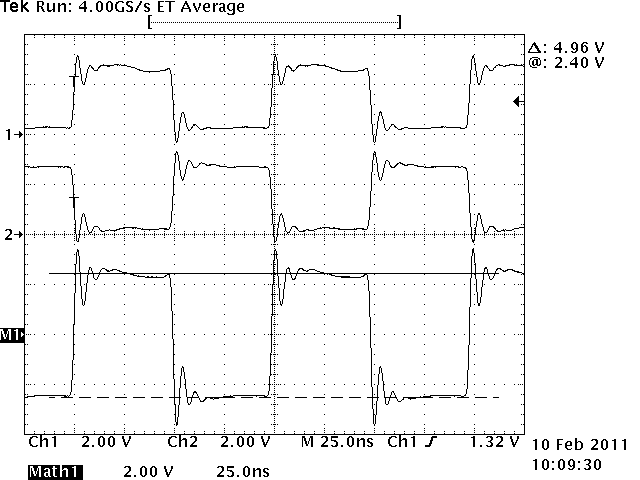 Tek Run: 4.00GS/s ET Average
Δ: 4.96 V
@: 2.40 V
T
1
T
2
M1
Ch1 2.00 V Ch2 2.00 V M 25.0ns Ch1 1.32 V
Math1 2.00 V 25.0ns
10 Feb 2011
10:09:30